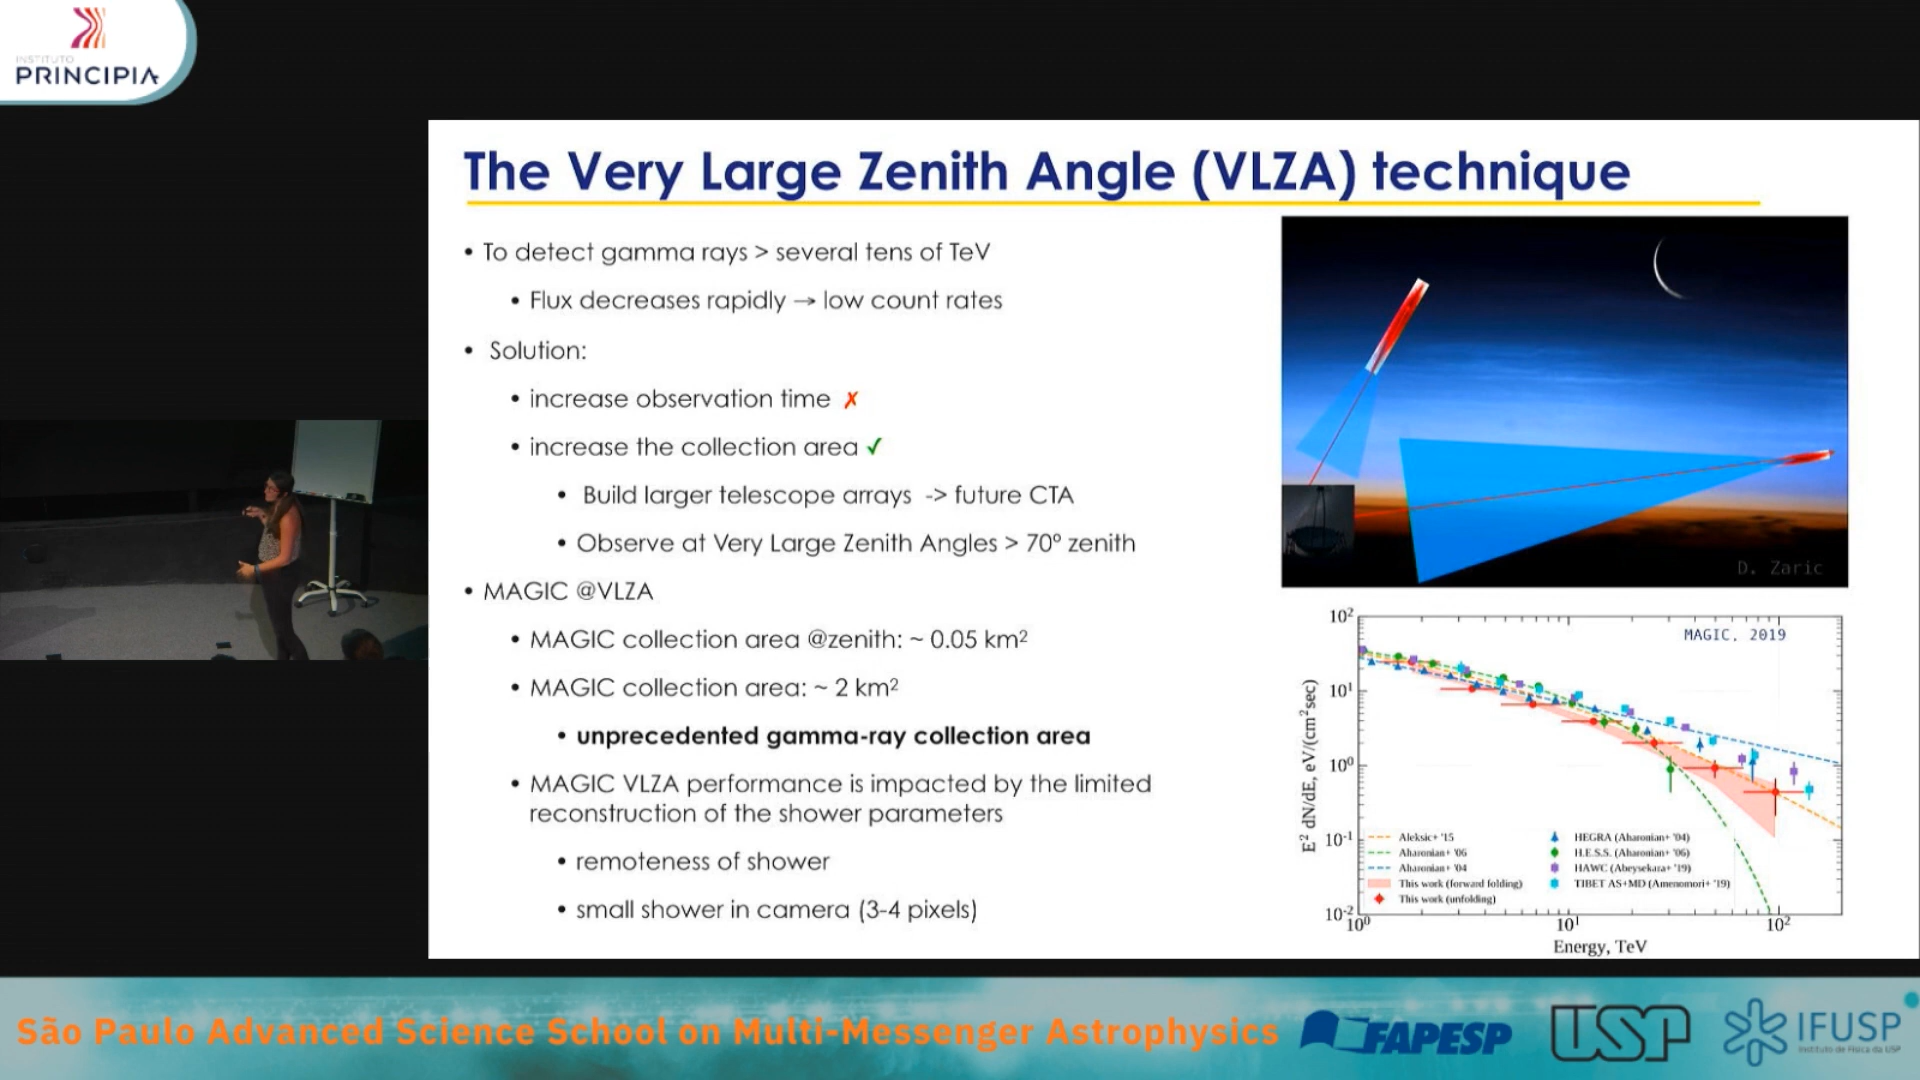 INSTITUTO
PRINCIPIA
The Very Large Zenith Angle (VLZA) technique
• To detect gamma rays > several tens of TeV
• Flux decreases rapidly → low count rates
• Solution:
• increase observation time ✗
• increase the collection area ✓
• Build larger telescope arrays -> future CTA
• Observe at Very Large Zenith Angles > 70º zenith
• MAGIC @VLZA
• MAGIC collection area @zenith: ~ 0.05 km²
• MAGIC collection area: ~ 2 km²
• unprecedented gamma-ray collection area
• MAGIC VLZA performance is impacted by the limited
reconstruction of the shower parameters
• remoteness of shower
• small shower in camera (3-4 pixels)
D. Zaric
MAGIC. 2019
E² dN/dE, eV/(cm²sec)
10²
10¹
10⁰
10⁻¹
10⁻²
Aleksic+ '15
Aharonian+ '06
Aharonian+ '04
This work (forward folding)
This work (unfolding)
HEGRA (Aharonian+ '04)
H.E.S.S. (Aharonian+ '06)
HAWC (Abeysekara+ '19)
TIBET AS+MD (Amenomori+ '19)
10⁰ 10¹ 10²
Energy, TeV
São Paulo Advanced Science School on Multi-Messenger Astrophysics
FAPESP
USP
IFUSP
Instituto de Física da USP